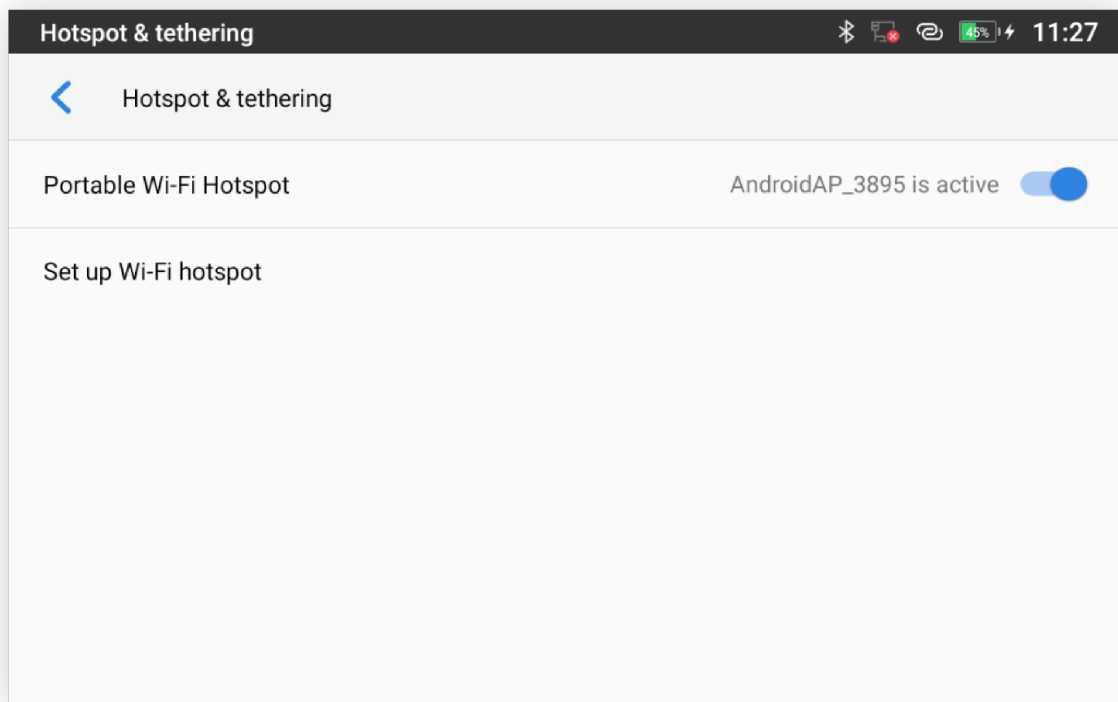 Hotspot & tethering 45% 11:27
Hotspot & tethering
Portable Wi-Fi Hotspot AndroidAP_3895 is active
Set up Wi-Fi hotspot